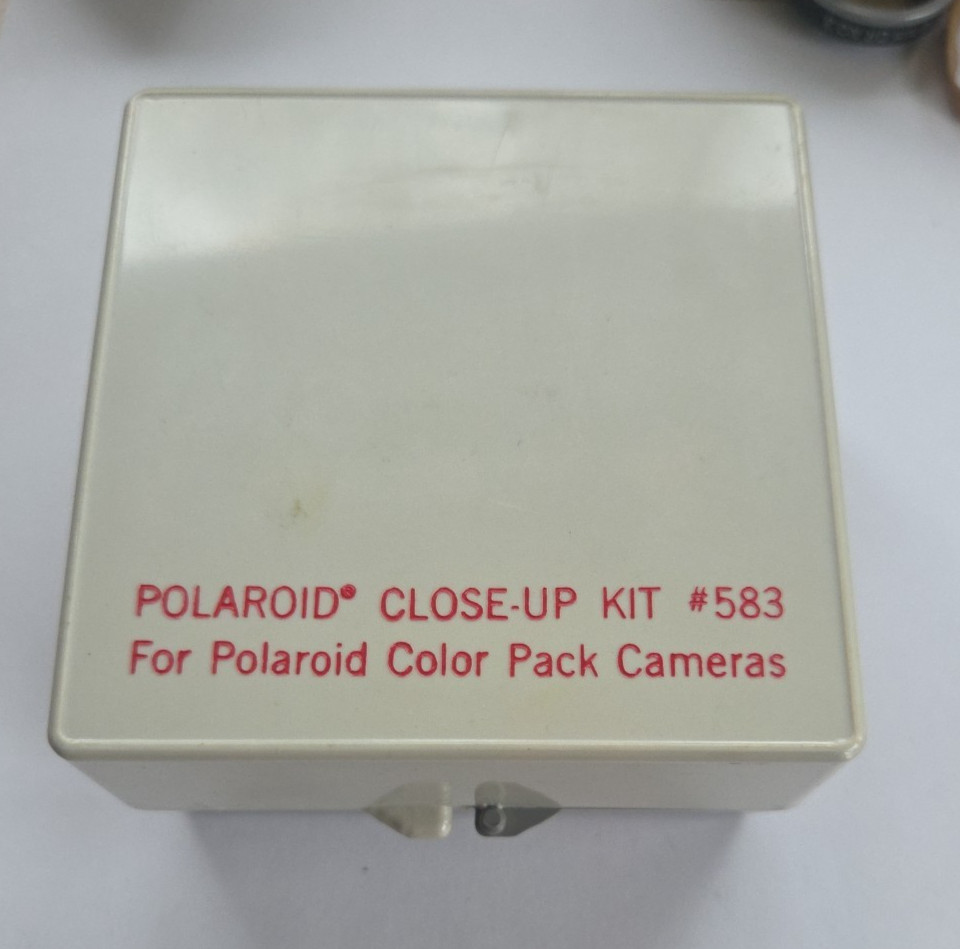 POLAROID® CLOSE-UP KIT #583
For Polaroid Color Pack Cameras